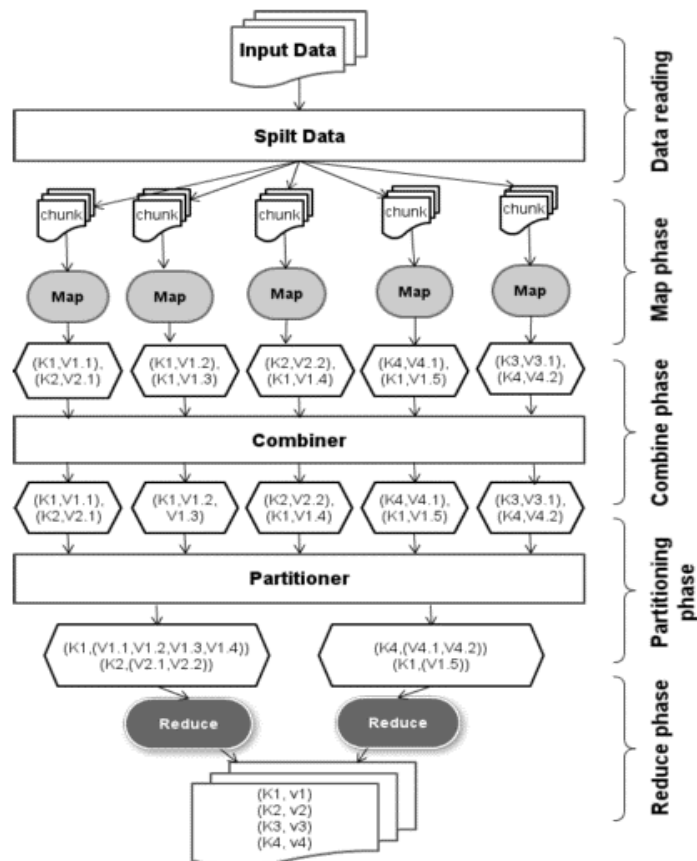 Input Data
Data reading
Spilt Data
chunk
chunk
chunk
chunk
chunk
Map phase
Map
Map
Map
Map
Map
(K1,V1.1),
(K2,V2.1)
(K1,V1.2),
(K1,V1.3)
(K2,V2.2),
(K1,V1.4)
(K4,V4.1),
(K1,V1.5)
(K3,V3.1),
(K4,V4.2)
Combine phase
Combiner
(K1,V1.1),
(K2,V2.1)
(K1,V1.2,
V1.3)
(K2,V2.2),
(K1,V1.4)
(K4,V4.1),
(K1,V1.5)
(K3,V3.1),
(K4,V4.2)
Partitioner
Partitioning
phase
(K1,(V1.1,V1.2,V1.3,V1.4))
(K2,(V2.1,V2.2))
(K4,(V4.1,V4.2))
(K1,(V1.5))
Reduce
Reduce
Reduce phase
(K1, v1)
(K2, v2)
(K3, v3)
(K4, v4)